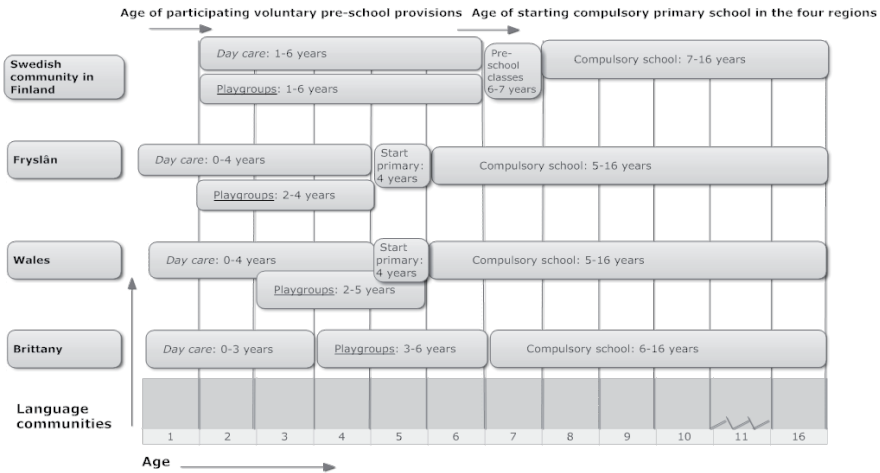 Age of participating voluntary pre-school provisions
Age of starting compulsory primary school in the four regions
Swedish
community in
Finland
Day care: 1-6 years
Playgroups: 1-6 years
Pre-
school
classes
6-7 years
Compulsory school: 7-16 years
Fryslân
Day care: 0-4 years
Playgroups: 2-4 years
Start
primary:
4 years
Compulsory school: 5-16 years
Wales
Day care: 0-4 years
Playgroups: 2-5 years
Start
primary:
4 years
Compulsory school: 5-16 years
Brittany
Day care: 0-3 years
Playgroups: 3-6 years
Compulsory school: 6-16 years
Language
communities
1 2 3 4 5 6 7 8 9 10 11 16
Age